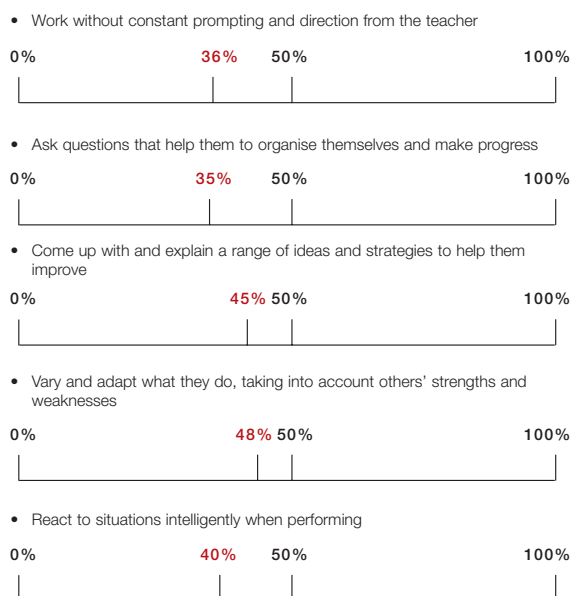 • Work without constant prompting and direction from the teacher
0% 36% 50% 100%
• Ask questions that help them to organise themselves and make progress
0% 35% 50% 100%
• Come up with and explain a range of ideas and strategies to help them
improve
0% 45% 50% 100%
• Vary and adapt what they do, taking into account others’ strengths and
weaknesses
0% 48% 50% 100%
• React to situations intelligently when performing
0% 40% 50% 100%